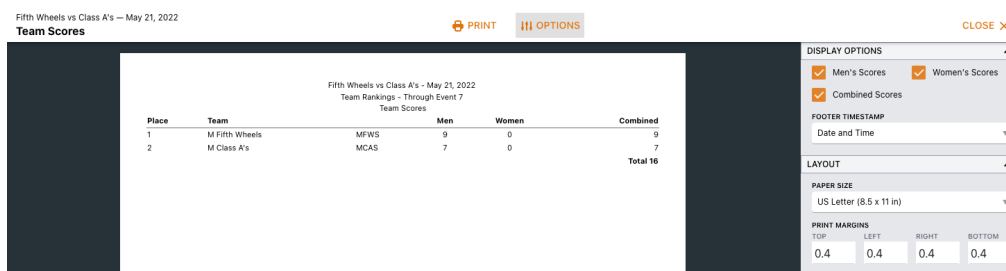 Fifth Wheels vs Class A's — May 21, 2022
Team Scores
PRINT
OPTIONS
CLOSE
Fifth Wheels vs Class A's - May 21, 2022
Team Rankings - Through Event 7
Team Scores
Place Team Men Women Combined
1 M Fifth Wheels MFWS 9 0 9
2 M Class A's MCAS 7 0 7
Total 16
DISPLAY OPTIONS
Men's Scores Women's Scores
Combined Scores
FOOTER TIMESTAMP
Date and Time
LAYOUT
PAPER SIZE
US Letter (8.5 x 11 in)
PRINT MARGINS
TOP LEFT RIGHT BOTTOM
0.4 0.4 0.4 0.4